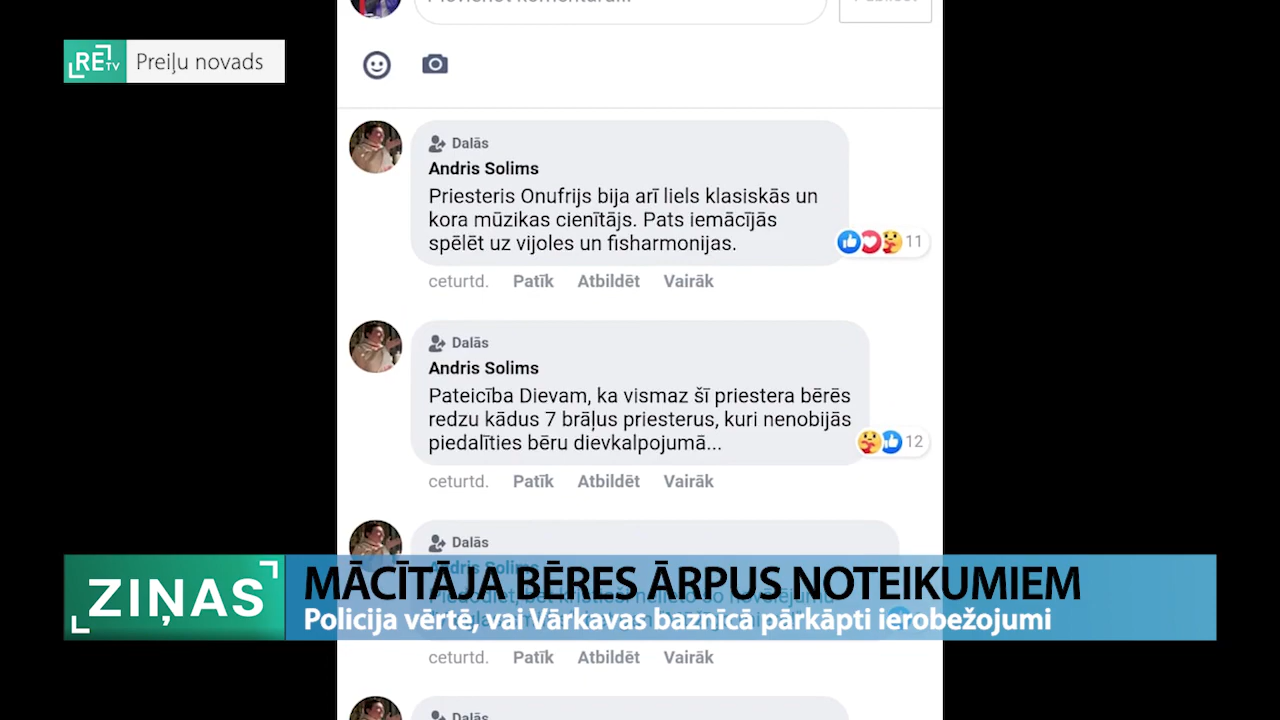 RE TV Preiļu novads
Dalās
Andris Solims
Priesteris Onufrijs bija arī liels klasiskās un
kora mūzikas cienītājs. Pats iemācījās
spēlēt uz vijoles un fisharmonijas.
11
ceturtd. Patīk Atbildēt Vairāk
Dalās
Andris Solims
Pateicība Dievam, ka vismaz šī priestera bērēs
redzu kādus 7 brāļus priesterus, kuri nenobijās
piedalīties bēru dievkalpojumā...
12
ceturtd. Patīk Atbildēt Vairāk
Dalās
Andris Solims
ZIŅAS
MĀCĪTĀJA BĒRES ĀRPUS NOTEIKUMIEM
Policija vērtē, vai Vārkavas baznīcā pārkāpti ierobežojumi
ceturtd. Patīk Atbildēt Vairāk
Dalās